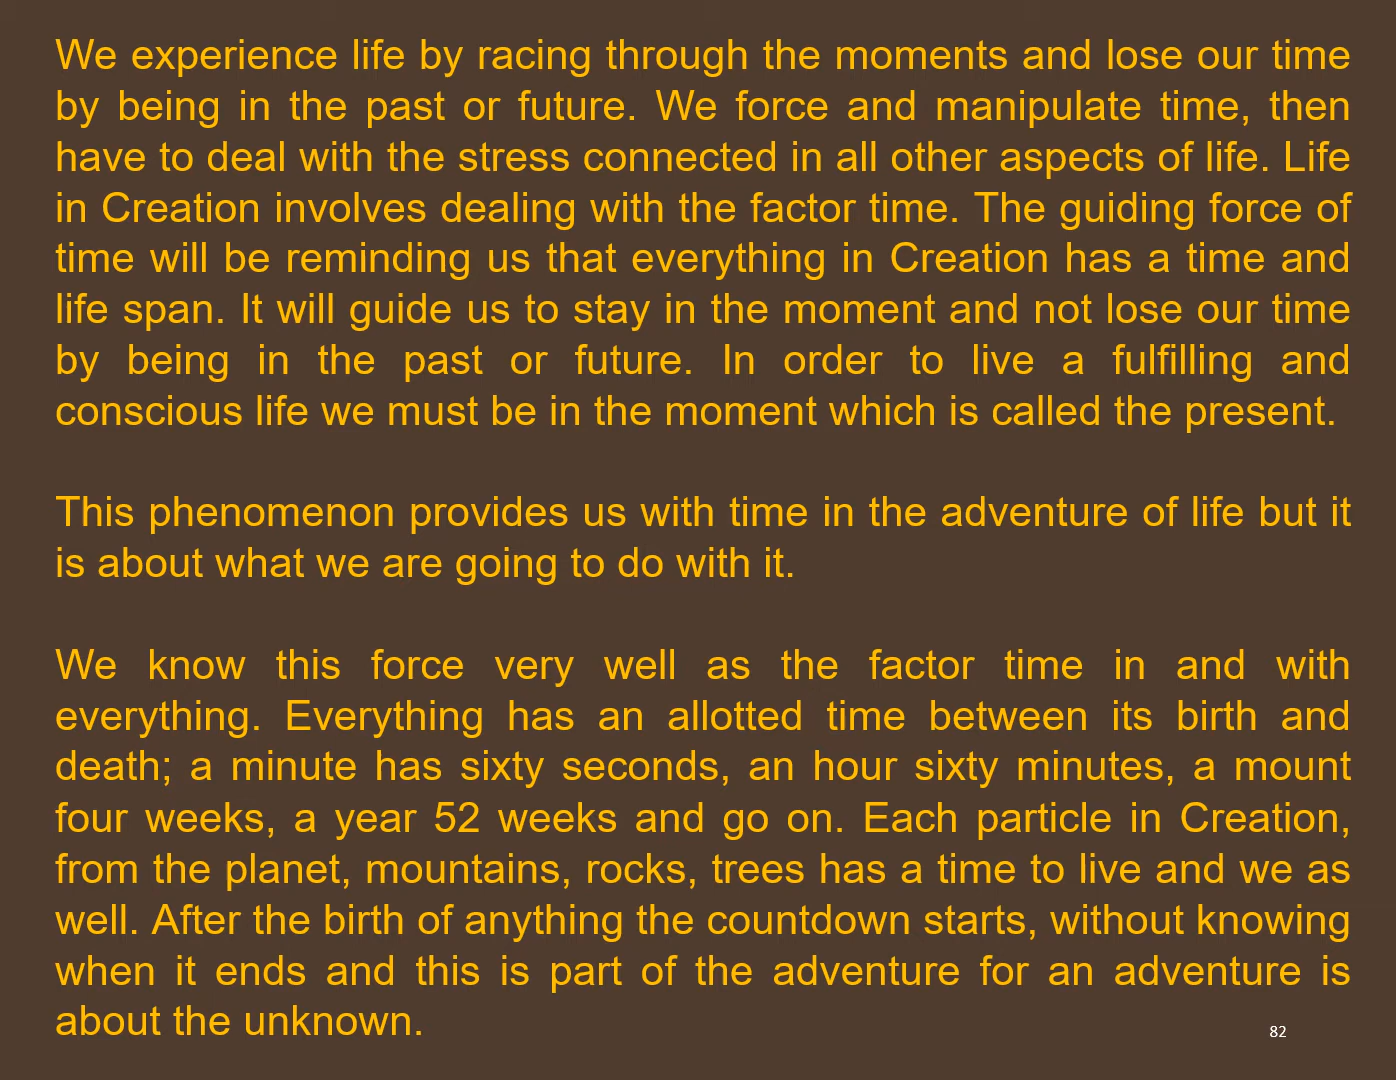 We experience life by racing through the moments and lose our time
by being in the past or future. We force and manipulate time, then
have to deal with the stress connected in all other aspects of life. Life
in Creation involves dealing with the factor time. The guiding force of
time will be reminding us that everything in Creation has a time and
life span. It will guide us to stay in the moment and not lose our time
by being in the past or future. In order to live a fulfilling and
conscious life we must be in the moment which is called the present.
This phenomenon provides us with time in the adventure of life but it
is about what we are going to do with it.
We know this force very well as the factor time in and with
everything. Everything has an allotted time between its birth and
death; a minute has sixty seconds, an hour sixty minutes, a mount
four weeks, a year 52 weeks and go on. Each particle in Creation,
from the planet, mountains, rocks, trees has a time to live and we as
well. After the birth of anything the countdown starts, without knowing
when it ends and this is part of the adventure for an adventure is
about the unknown.
82